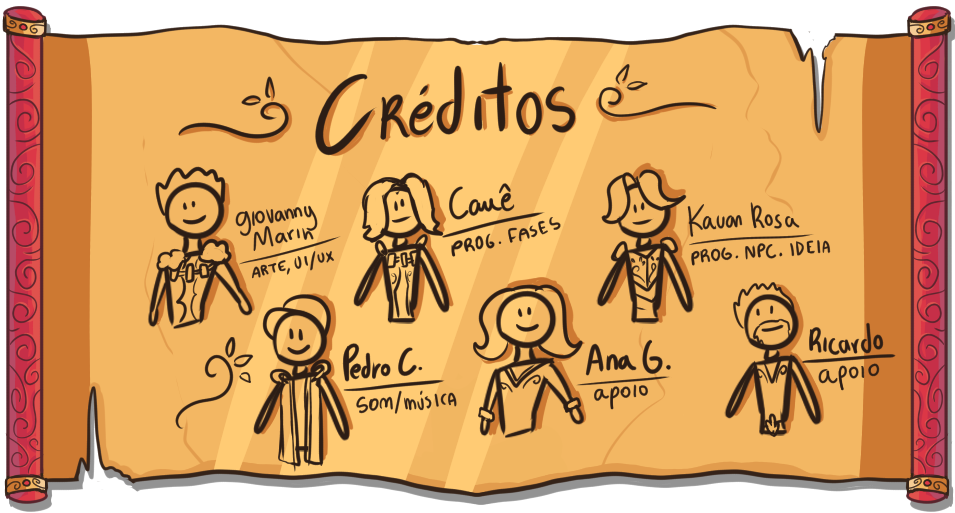 Créditos
Giovanny
Marin
ARTE, UI/UX
Cauê
PROG. FASES
Kauan Rosa
PROG. NPC. IDEIA
Pedro C.
SOM/MÚSICA
Ana G.
apoio
Ricardo
apoio